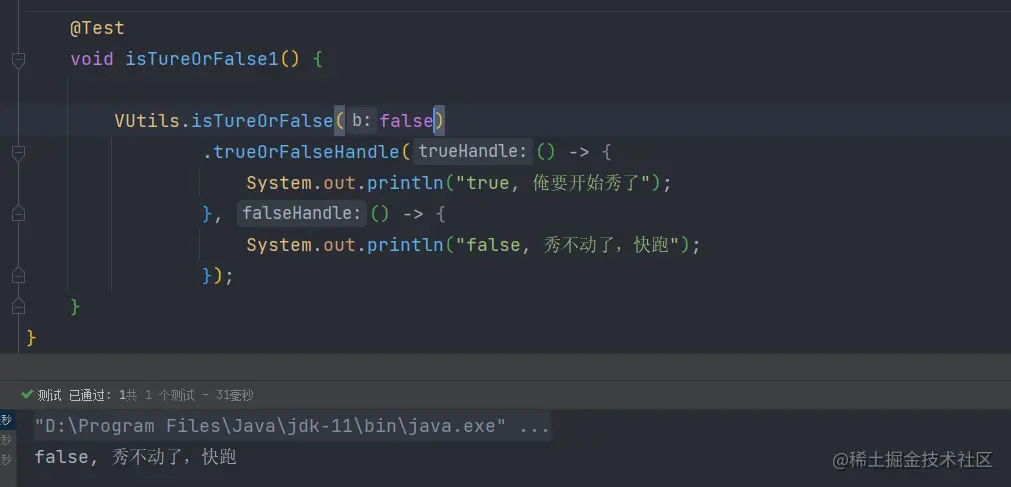 @Test
void isTureOrFalse1() {
VUtils.isTureOrFalse( b: false)
.trueOrFalseHandle( trueHandle: () -> {
System.out.println("true, 俺要开始秀了");
}, falseHandle: () -> {
System.out.println("false, 秀不动了，快跑");
});
}
}
测试 已通过: 1共 1 个测试 - 31毫秒
毫秒 "D:\Program Files\Java\jdk-11\bin\java.exe" ...
毫秒
毫秒 false, 秀不动了，快跑
@稀土掘金技术社区